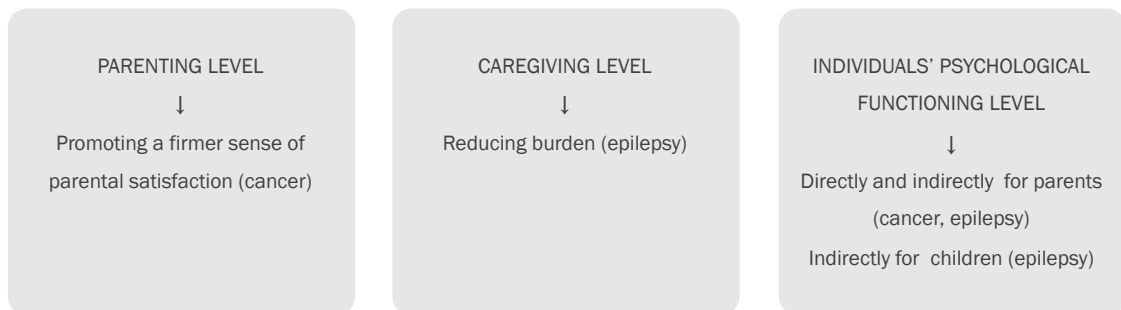 PARENTING LEVEL
↓
Promoting a firmer sense of
parental satisfaction (cancer)
CAREGIVING LEVEL
↓
Reducing burden (epilepsy)
INDIVIDUALS’ PSYCHOLOGICAL
FUNCTIONING LEVEL
↓
Directly and indirectly for parents
(cancer, epilepsy)
Indirectly for children (epilepsy)